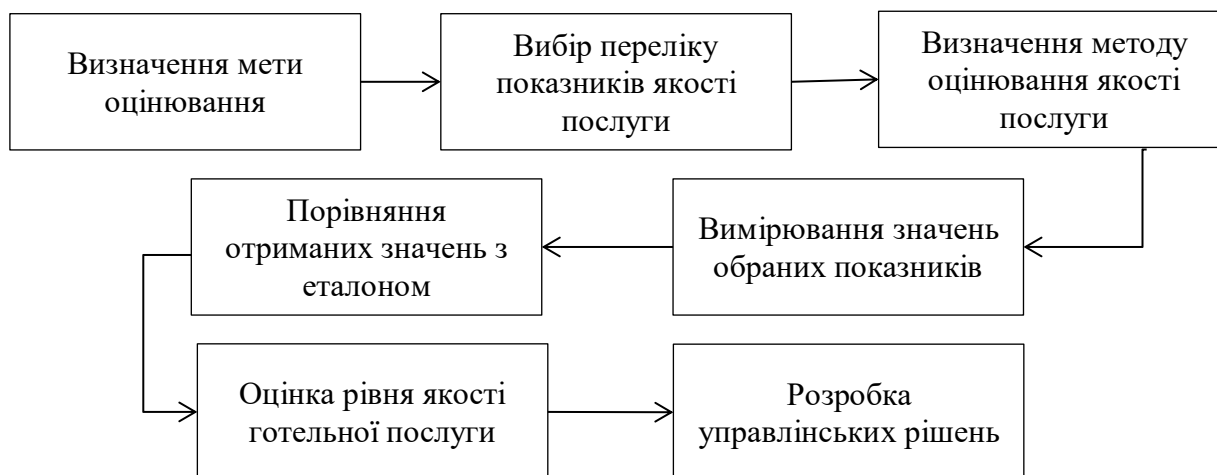 Визначення мети
оцінювання
Вибір переліку
показників якості
послуги
Визначення методу
оцінювання якості
послуги
Вимірювання значень
обраних показників
Порівняння
отриманих значень з
еталоном
Оцінка рівня якості
готельної послуги
Розробка
управлінських рішень